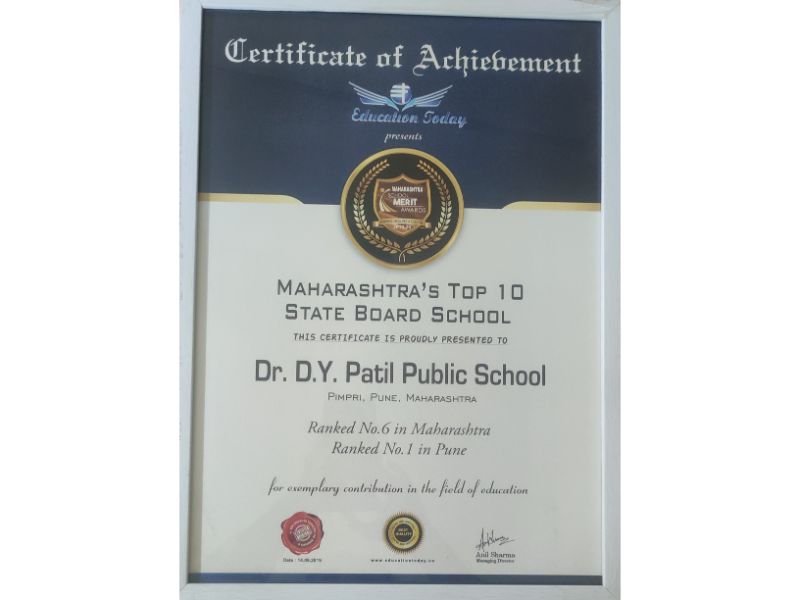 Certificate of Achievement
Education Today
presents
MAHARASHTRA
SCHOOL
MERIT
AWARDS
MAHARASHTRA'S TOP 10
STATE BOARD SCHOOL
THIS CERTIFICATE IS PROUDLY PRESENTED TO
Dr. D.Y. Patil Public School
PIMPRI, PUNE, MAHARASHTRA
Ranked No.6 in Maharashtra
Ranked No.1 in Pune
for exemplary contribution in the field of education
BEST
QUALITY
Date : 14.06.2019
www.educationtoday.co
Anil Sharma
Managing Director